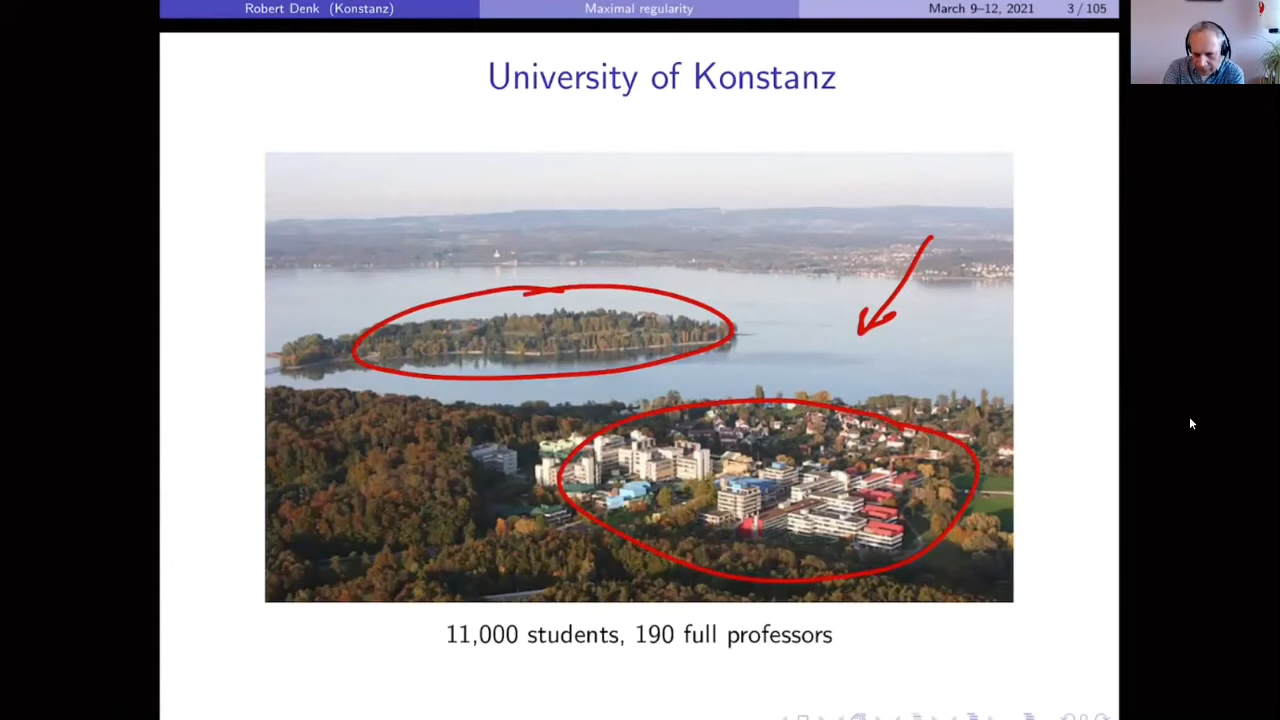 Robert Denk (Konstanz) Maximal regularity March 9–12, 2021 3 / 105
University of Konstanz
11,000 students, 190 full professors